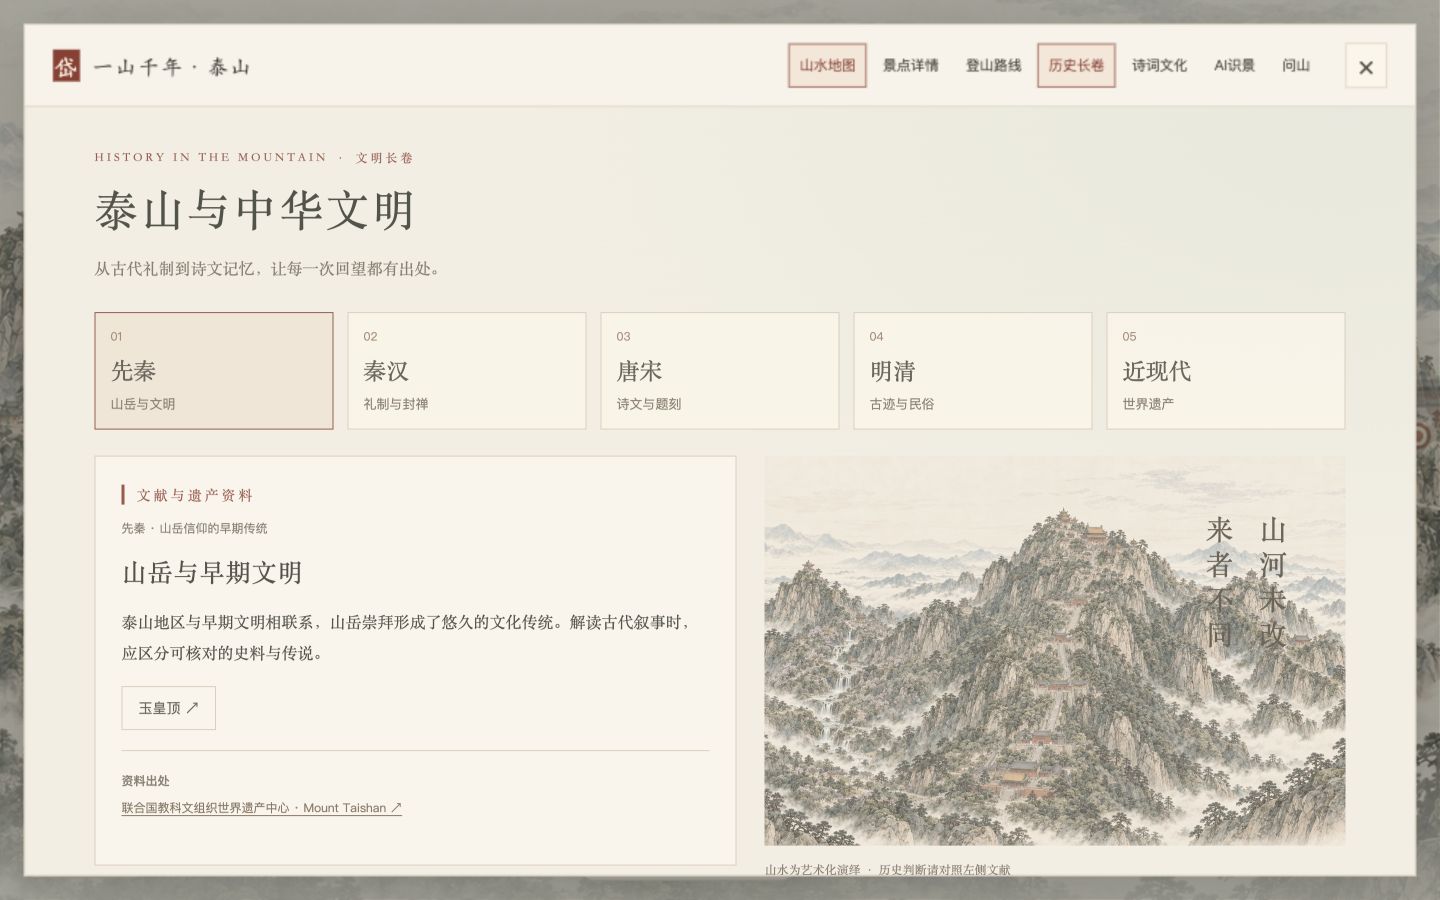 岱 一山千年 · 泰山
山水地图 景点详情 登山路线 历史长卷 诗词文化 AI识景 问山 ×
HISTORY IN THE MOUNTAIN · 文明长卷
泰山与中华文明
从古代礼制到诗文记忆，让每一次回望都有出处。
01
先秦
山岳与文明
02
秦汉
礼制与封禅
03
唐宋
诗文与题刻
04
明清
古迹与民俗
05
近现代
世界遗产
文献与遗产资料
先秦 · 山岳信仰的早期传统
山岳与早期文明
泰山地区与早期文明相联系，山岳崇拜形成了悠久的文化传统。解读古代叙事时，
应区分可核对的史料与传说。
玉皇顶 ↗
资料出处
联合国教科文组织世界遗产中心 · Mount Taishan ↗
山河未改
来者不同
山水为艺术化演绎 · 历史判断请对照左侧文献